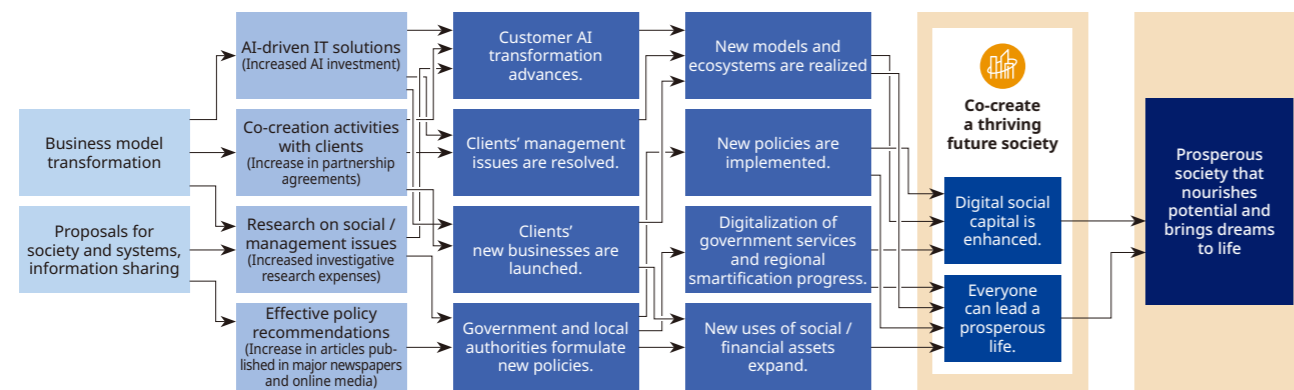 Business model
transformation
Proposals for
society and systems,
information sharing
AI-driven IT solutions
(Increased AI investment)
Co-creation activities
with clients
(Increase in partnership
agreements)
Research on social /
management issues
(Increased investigative
research expenses)
Effective policy
recommendations
(Increase in articles pub-
lished in major newspapers
and online media)
Customer AI
transformation
advances.
Clients’ management
issues are resolved.
Clients’
new businesses are
launched.
Government and local
authorities formulate
new policies.
New models and
ecosystems are realized
New policies are
implemented.
Digitalization of
government services
and regional
smartification progress.
New uses of social /
financial assets
expand.
Co-create
a thriving
future society
Digital social
capital is
enhanced.
Everyone
can lead a
prosperous
life.
Prosperous
society that
nourishes
potential and
brings dreams
to life